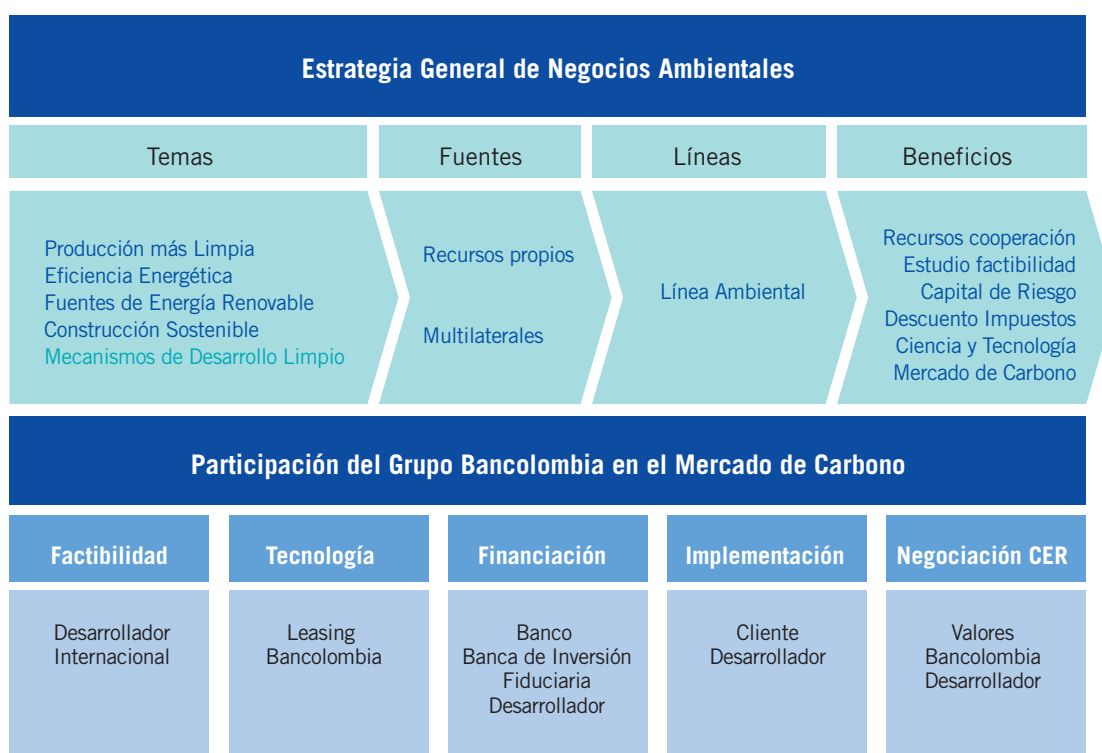 Estrategia General de Negocios Ambientales
Temas
Fuentes
Líneas
Beneficios
Producción más Limpia
Eficiencia Energética
Fuentes de Energía Renovable
Construcción Sostenible
Mecanismos de Desarrollo Limpio
Recursos propios
Multilaterales
Línea Ambiental
Recursos cooperación
Estudio factibilidad
Capital de Riesgo
Descuento Impuestos
Ciencia y Tecnología
Mercado de Carbono
Participación del Grupo Bancolombia en el Mercado de Carbono
Factibilidad
Tecnología
Financiación
Implementación
Negociación CER
Desarrollador
Internacional
Leasing
Bancolombia
Banco
Banca de Inversión
Fiduciaria
Desarrollador
Cliente
Desarrollador
Valores
Bancolombia
Desarrollador